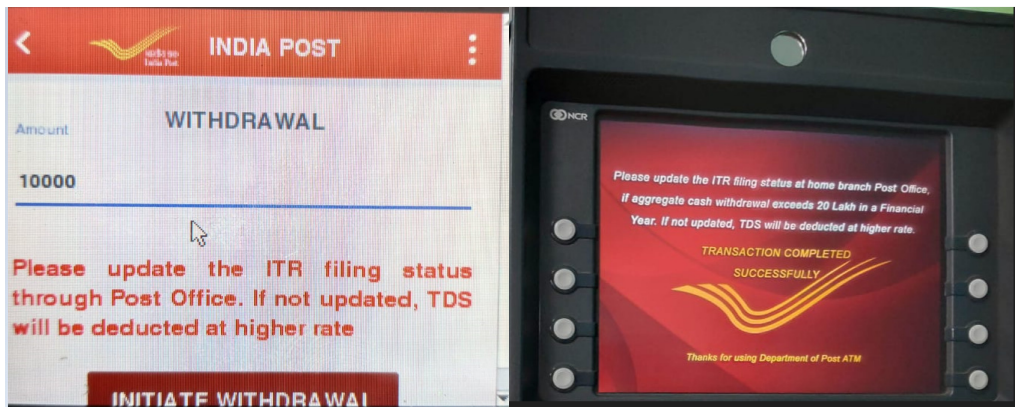 INDIA POST
भारतीय डाक
India Post
WITHDRAWAL
Amount
10000
Please update the ITR filing status
through Post Office. If not updated, TDS
will be deducted at higher rate
INITIATE WITHDRAWAL
NCR
Please update the ITR filing status at home branch Post Office,
if aggregate cash withdrawal exceeds 20 Lakh in a Financial
Year. If not updated, TDS will be deducted at higher rate.
TRANSACTION COMPLETED
SUCCESSFULLY
Thanks for using Department of Post ATM